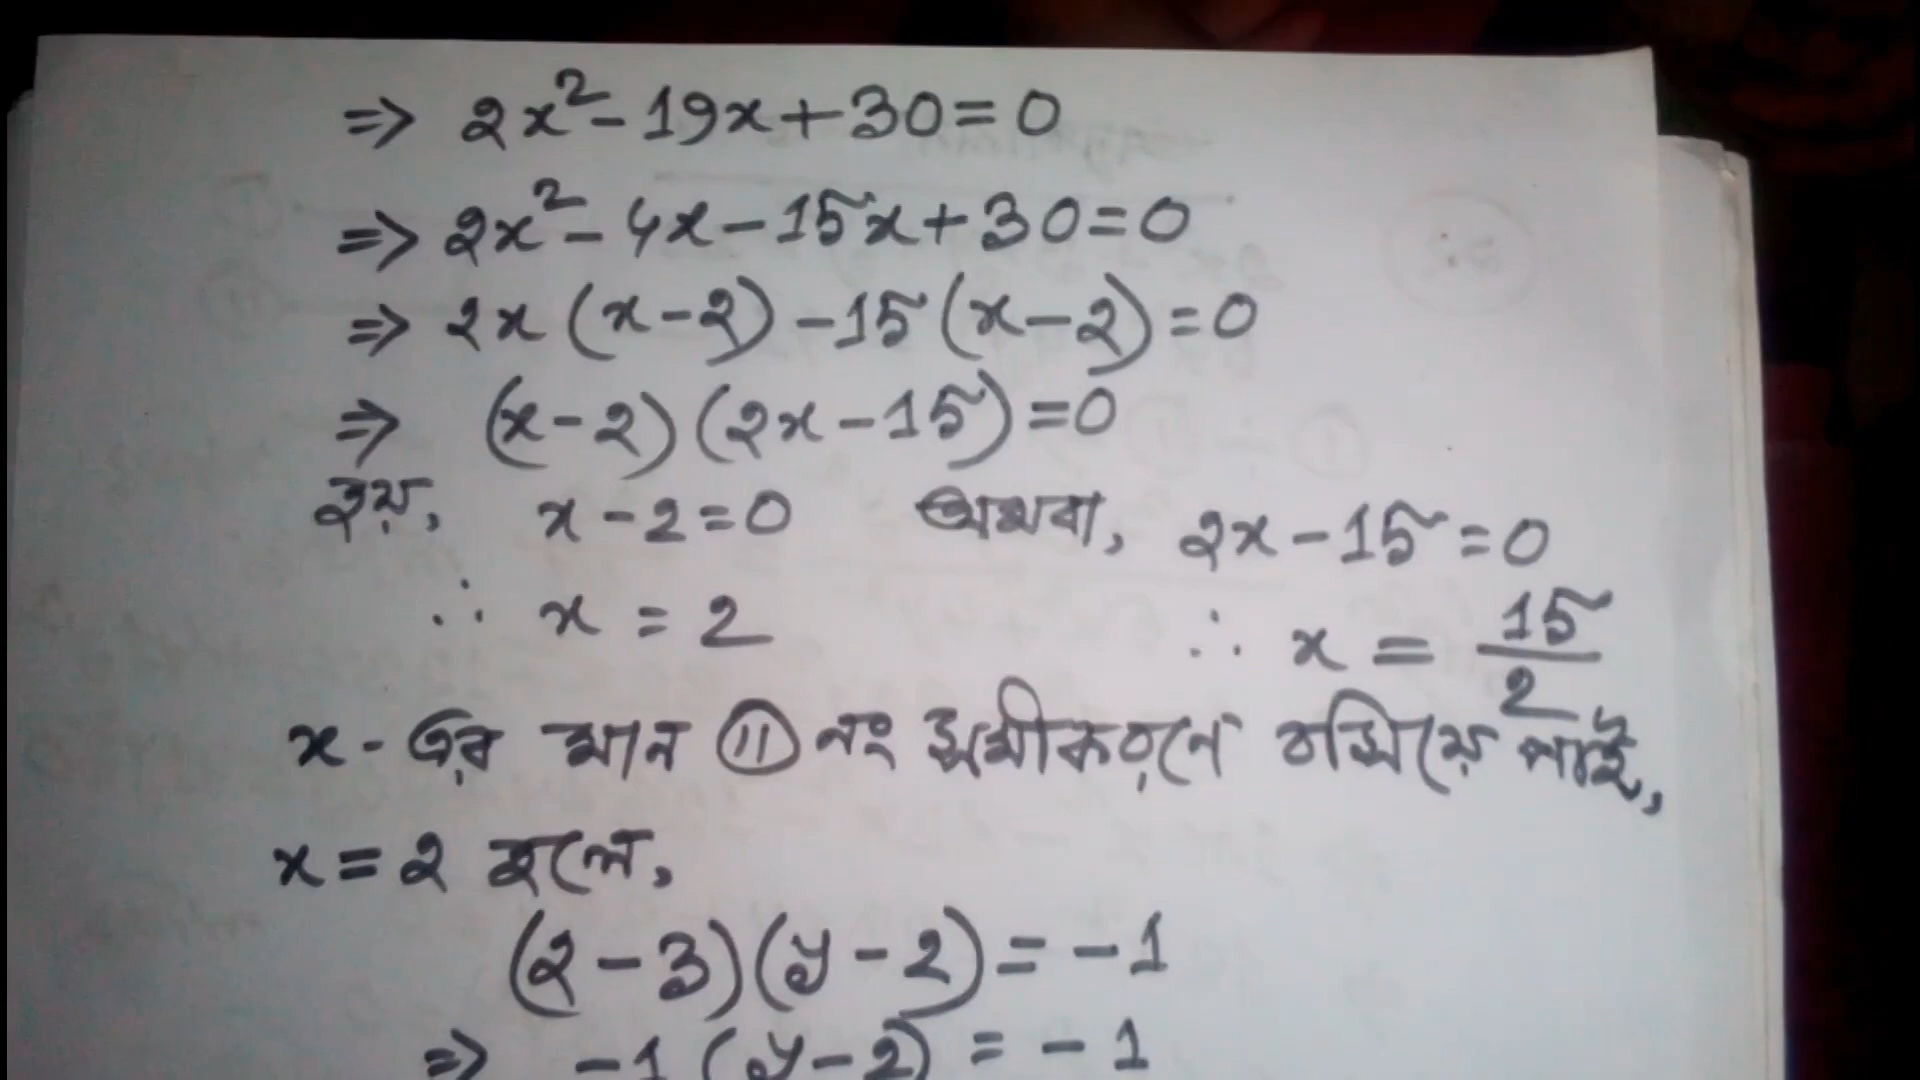 ⇒ 2x² - 19x + 30 = 0
⇒ 2x² - 4x - 15x + 30 = 0
⇒ 2x (x - 2) - 15 (x - 2) = 0
⇒ (x - 2) (2x - 15) = 0
হয়, x - 2 = 0 অথবা, 2x - 15 = 0
∴ x = 2 ∴ x = 15/2
x - এর মান (ii) নং সমীকরণে বসিয়ে পাই,
x = 2 হলে,
(2 - 3) (y - 2) = - 1
⇒ - 1 (y - 2) = - 1